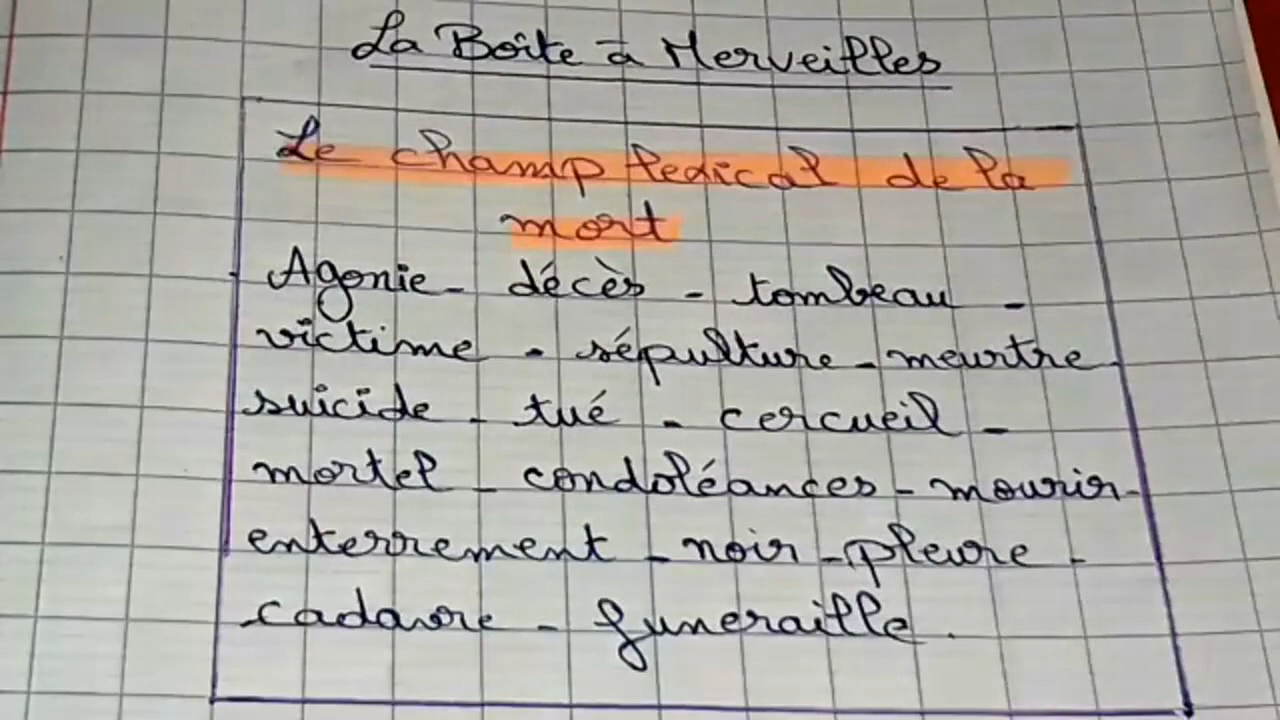 La Boîte à Merveilles
Le champ lexical de la
mort
Agonie - décès - tombeau -
victime - sépulture - meurtre
suicide - tué - cercueil -
mortel - condoléances - mourir -
enterrement - noir - pleure -
cadavre - funeraille.